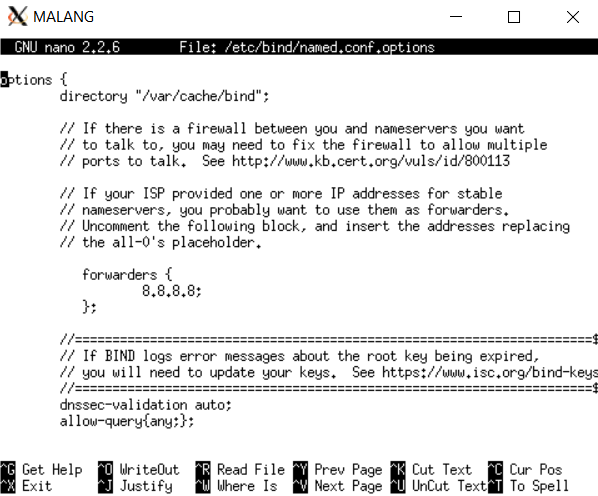 MALANG
GNU nano 2.2.6 File: /etc/bind/named.conf.options
options {
directory "/var/cache/bind";
// If there is a firewall between you and nameservers you want
// to talk to, you may need to fix the firewall to allow multiple
// ports to talk. See http://www.kb.cert.org/vuls/id/800113
// If your ISP provided one or more IP addresses for stable
// nameservers, you probably want to use them as forwarders.
// Uncomment the following block, and insert the addresses replacing
// the all-0's placeholder.
forwarders {
8.8.8.8;
};
//=====================================================================$
// If BIND logs error messages about the root key being expired,
// you will need to update your keys. See https://www.isc.org/bind-keys
//=====================================================================$
dnssec-validation auto;
allow-query{any;};
^G Get Help ^O WriteOut ^R Read File ^Y Prev Page ^K Cut Text ^C Cur Pos
^X Exit ^J Justify ^W Where Is ^V Next Page ^U UnCut Text ^T To Spell